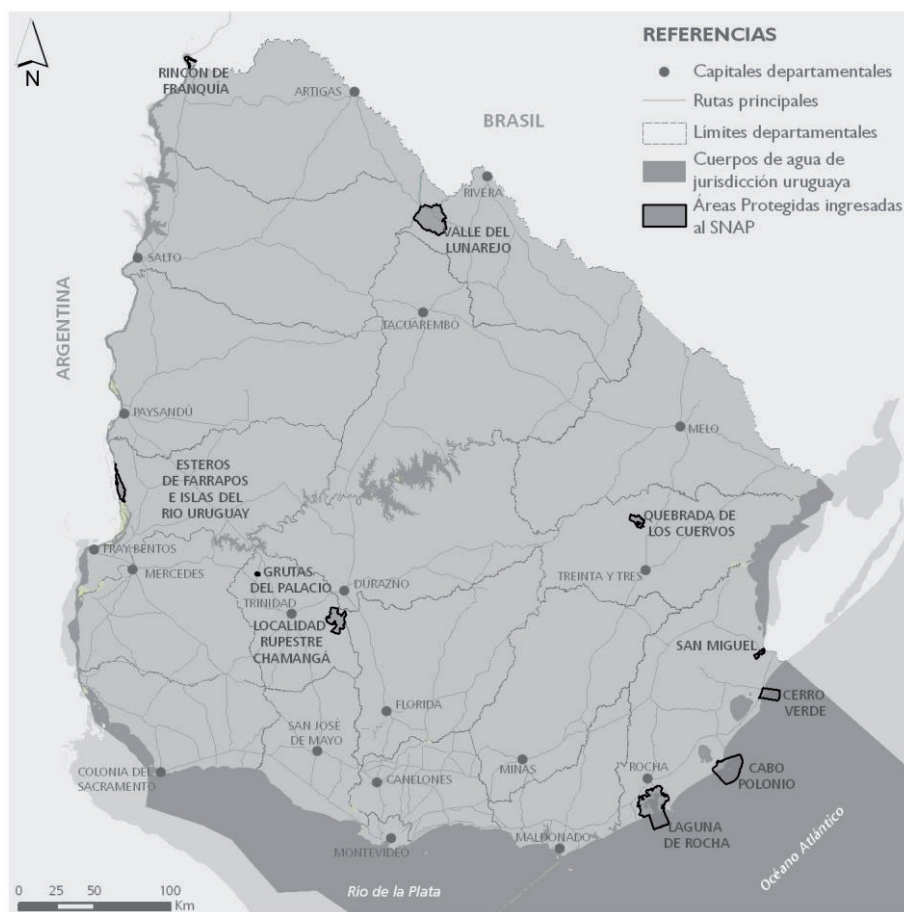 N
RINCÓN DE
FRANQUÍA
ARTIGAS
BRASIL
RIVERA
VALLE DEL
LUNAREJO
SALTO
TACUAREMBÓ
ARGENTINA
PAYSANDÚ
MELO
ESTEROS
DE FARRAPOS
E ISLAS DEL
RIO URUGUAY
QUEBRADA DE
LOS CUERVOS
FRAY BENTOS
MERCEDES
GRUTAS
DEL PALACIO
DURAZNO
TREINTA Y TRES
TRINIDAD
LOCALIDAD
RUPESTRE
CHAMANGÁ
SAN MIGUEL
CERRO
VERDE
FLORIDA
SAN JOSÉ
DE MAYO
MINAS
ROCHA
CABO
POLONIO
COLONIA DEL
SACRAMENTO
CANELONES
LAGUNA
DE ROCHA
MALDONADO
MONTEVIDEO
Río de la Plata
Océano Atlántico
0 25 50 100
Km
REFERENCIAS
Capitales departamentales
Rutas principales
Límites departamentales
Cuerpos de agua de
jurisdicción uruguaya
Áreas Protegidas ingresadas
al SNAP